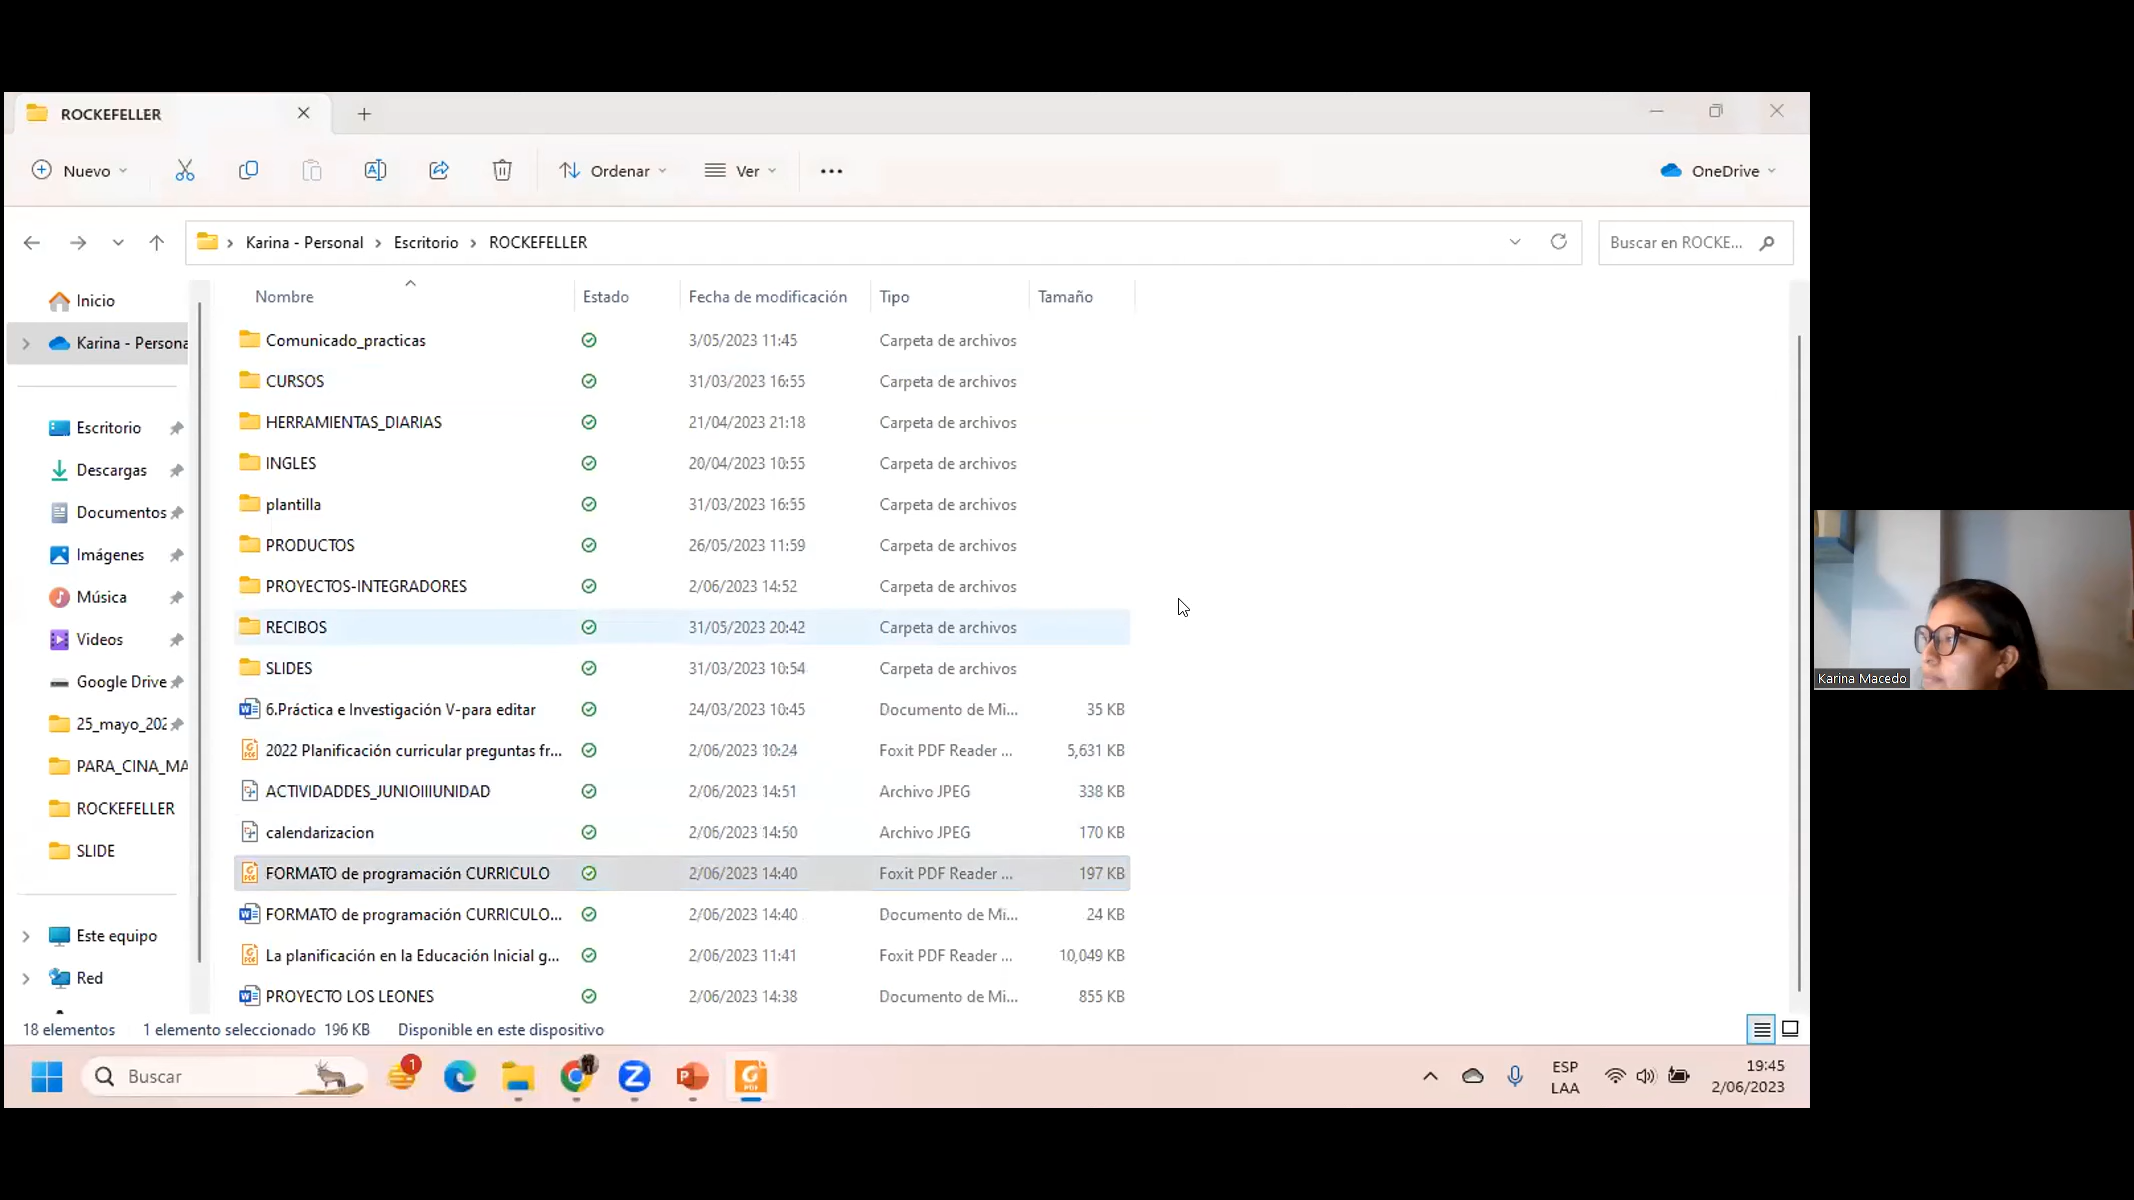 ROCKEFELLER
Nuevo
Ordenar
Ver
OneDrive
Karina - Personal > Escritorio > ROCKEFELLER
Buscar en ROCKE...
Nombre Estado Fecha de modificación Tipo Tamaño
Inicio
Karina - Persona
Escritorio
Descargas
Documentos
Imágenes
Música
Videos
Google Drive
25_mayo_202
PARA_CINA_MA
ROCKEFELLER
SLIDE
Este equipo
Red
Comunicado_practicas 3/05/2023 11:45 Carpeta de archivos
CURSOS 31/03/2023 16:55 Carpeta de archivos
HERRAMIENTAS_DIARIAS 21/04/2023 21:18 Carpeta de archivos
INGLES 20/04/2023 10:55 Carpeta de archivos
plantilla 31/03/2023 16:55 Carpeta de archivos
PRODUCTOS 26/05/2023 11:59 Carpeta de archivos
PROYECTOS-INTEGRADORES 2/06/2023 14:52 Carpeta de archivos
RECIBOS 31/05/2023 20:42 Carpeta de archivos
SLIDES 31/03/2023 10:54 Carpeta de archivos
6.Práctica e Investigación V-para editar 24/03/2023 10:45 Documento de Mi... 35 KB
2022 Planificación curricular preguntas fr... 2/06/2023 10:24 Foxit PDF Reader ... 5,631 KB
ACTIVIDADDES_JUNIOIIIUNIDAD 2/06/2023 14:51 Archivo JPEG 338 KB
calendarizacion 2/06/2023 14:50 Archivo JPEG 170 KB
FORMATO de programación CURRICULO 2/06/2023 14:40 Foxit PDF Reader ... 197 KB
FORMATO de programación CURRICULO... 2/06/2023 14:40 Documento de Mi... 24 KB
La planificación en la Educación Inicial g... 2/06/2023 11:41 Foxit PDF Reader ... 10,049 KB
PROYECTO LOS LEONES 2/06/2023 14:38 Documento de Mi... 855 KB
18 elementos 1 elemento seleccionado 196 KB Disponible en este dispositivo
Karina Macedo
Buscar
1
ESP
LAA
19:45
2/06/2023